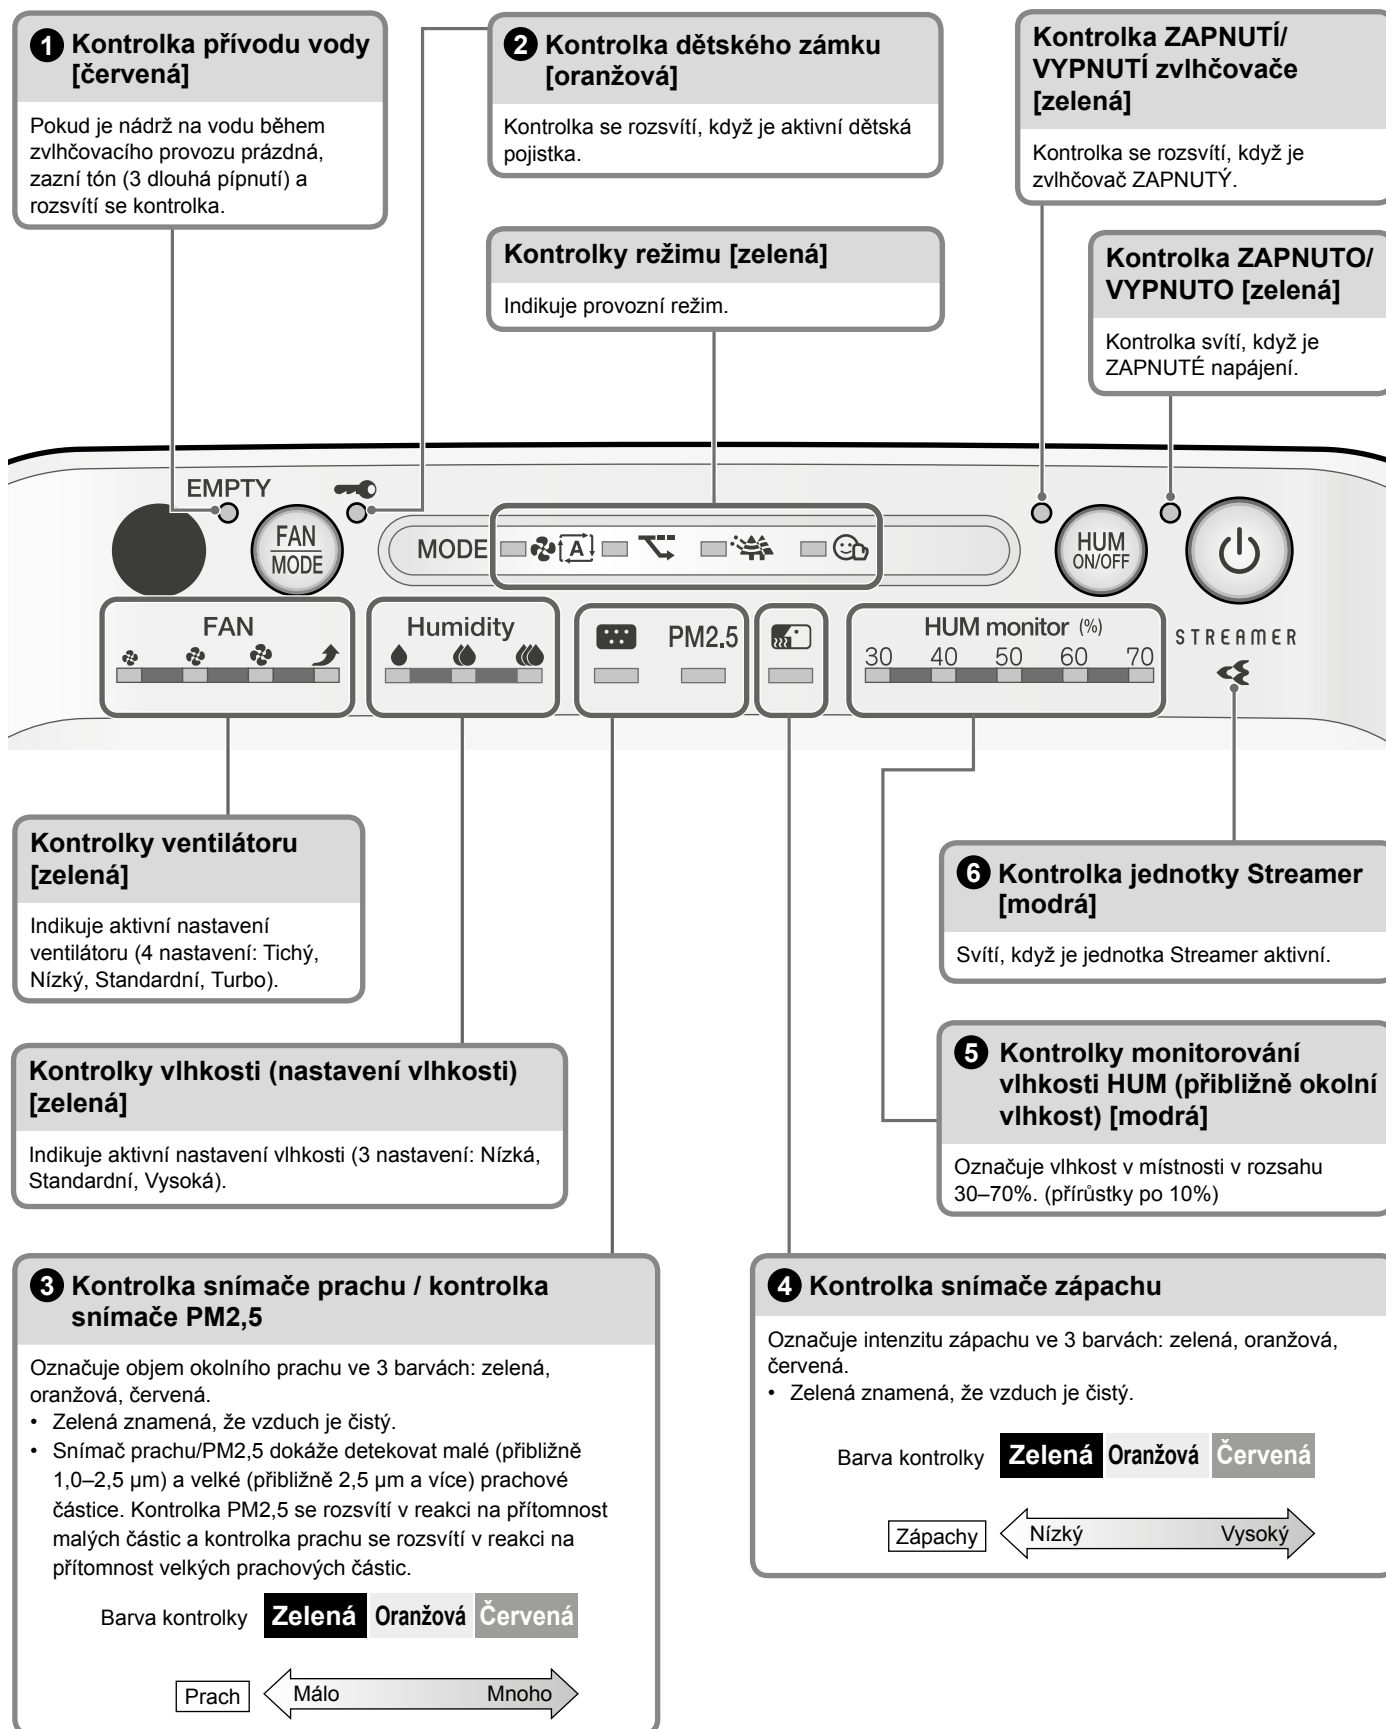 1 Kontrolka přívodu vody
[červená]
Pokud je nádrž na vodu během
zvlhčovacího provozu prázdná,
zazní tón (3 dlouhá pípnutí) a
rozsvítí se kontrolka.
2 Kontrolka dětského zámku
[oranžová]
Kontrolka se rozsvítí, když je aktivní dětská
pojistka.
Kontrolka ZAPNUTÍ/
VYPNUTÍ zvlhčovače
[zelená]
Kontrolka se rozsvítí, když je
zvlhčovač ZAPNUTÝ.
Kontrolky režimu [zelená]
Indikuje provozní režim.
Kontrolka ZAPNUTO/
VYPNUTO [zelená]
Kontrolka svítí, když je
ZAPNUTÉ napájení.
EMPTY
FAN
MODE
MODE
A
HUM
ON/OFF
FAN
Humidity
PM2.5
HUM monitor (%)
30 40 50 60 70
STREAMER
Kontrolky ventilátoru
[zelená]
Indikuje aktivní nastavení
ventilátoru (4 nastavení: Tichý,
Nízký, Standardní, Turbo).
6 Kontrolka jednotky Streamer
[modrá]
Svítí, když je jednotka Streamer aktivní.
Kontrolky vlhkosti (nastavení vlhkosti)
[zelená]
Indikuje aktivní nastavení vlhkosti (3 nastavení: Nízká,
Standardní, Vysoká).
5 Kontrolky monitorování
vlhkosti HUM (přibližně okolní
vlhkost) [modrá]
Označuje vlhkost v místnosti v rozsahu
30–70%. (přírůstky po 10%)
3 Kontrolka snímače prachu / kontrolka
snímače PM2,5
Označuje objem okolního prachu ve 3 barvách: zelená,
oranžová, červená.
• Zelená znamená, že vzduch je čistý.
• Snímač prachu/PM2,5 dokáže detekovat malé (přibližně
1,0–2,5 μm) a velké (přibližně 2,5 μm a více) prachové
částice. Kontrolka PM2,5 se rozsvítí v reakci na přítomnost
malých částic a kontrolka prachu se rozsvítí v reakci na
přítomnost velkých prachových částic.
Barva kontrolky Zelená Oranžová Červená
Prach Málo Mnoho
4 Kontrolka snímače zápachu
Označuje intenzitu zápachu ve 3 barvách: zelená, oranžová,
červená.
• Zelená znamená, že vzduch je čistý.
Barva kontrolky Zelená Oranžová Červená
Zápachy Nízký Vysoký